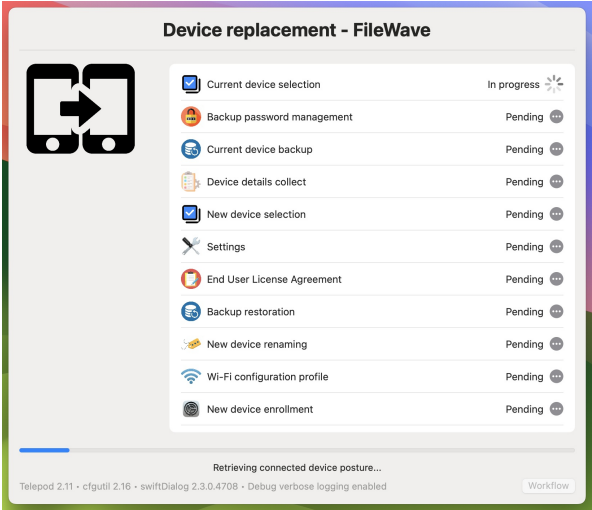 Device replacement - FileWave
Current device selection In progress
Backup password management Pending
Current device backup Pending
Device details collect Pending
New device selection Pending
Settings Pending
End User License Agreement Pending
Backup restoration Pending
New device renaming Pending
Wi-Fi configuration profile Pending
New device enrollment Pending
Retrieving connected device posture...
Telepod 2.11 • cfgutil 2.16 • swiftDialog 2.3.0.4708 • Debug verbose logging enabled Workflow